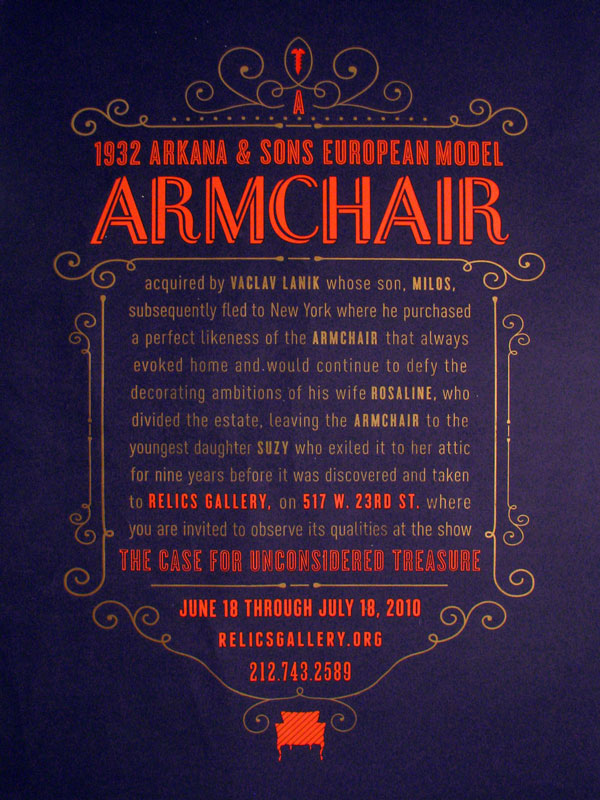 A
1932 ARKANA & SONS EUROPEAN MODEL
ARMCHAIR
acquired by VACLAV LANIK whose son, MILOS,
subsequently fled to New York where he purchased
a perfect likeness of the ARMCHAIR that always
evoked home and would continue to defy the
decorating ambitions of his wife ROSALINE, who
divided the estate, leaving the ARMCHAIR to the
youngest daughter SUZY who exiled it to her attic
for nine years before it was discovered and taken
to RELICS GALLERY, on 517 W. 23RD ST. where
you are invited to observe its qualities at the show
THE CASE FOR UNCONSIDERED TREASURE
JUNE 18 THROUGH JULY 18, 2010
RELICSGALLERY.ORG
212.743.2589